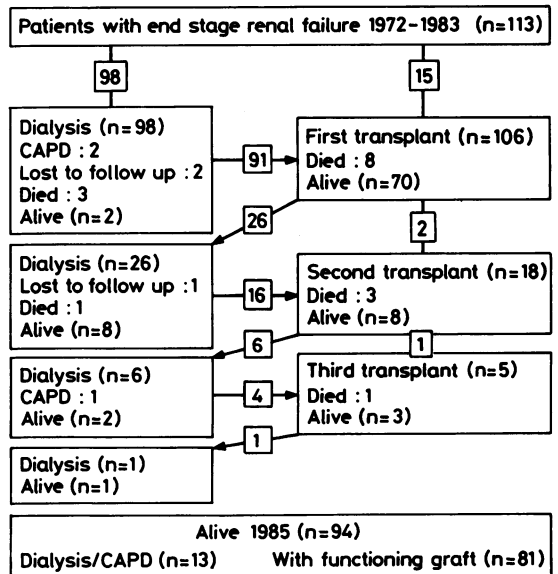 Patients with end stage renal failure 1972-1983 (n=113)
98
15
Dialysis (n=98)
CAPD : 2
Lost to follow up : 2
Died : 3
Alive (n=2)
91
First transplant (n=106)
Died : 8
Alive (n=70)
26
2
Dialysis (n=26)
Lost to follow up : 1
Died : 1
Alive (n=8)
16
Second transplant (n=18)
Died : 3
Alive (n=8)
6
1
Dialysis (n=6)
CAPD : 1
Alive (n=2)
4
Third transplant (n=5)
Died : 1
Alive (n=3)
1
Dialysis (n=1)
Alive (n=1)
Alive 1985 (n=94)
Dialysis/CAPD (n=13) With functioning graft (n=81)